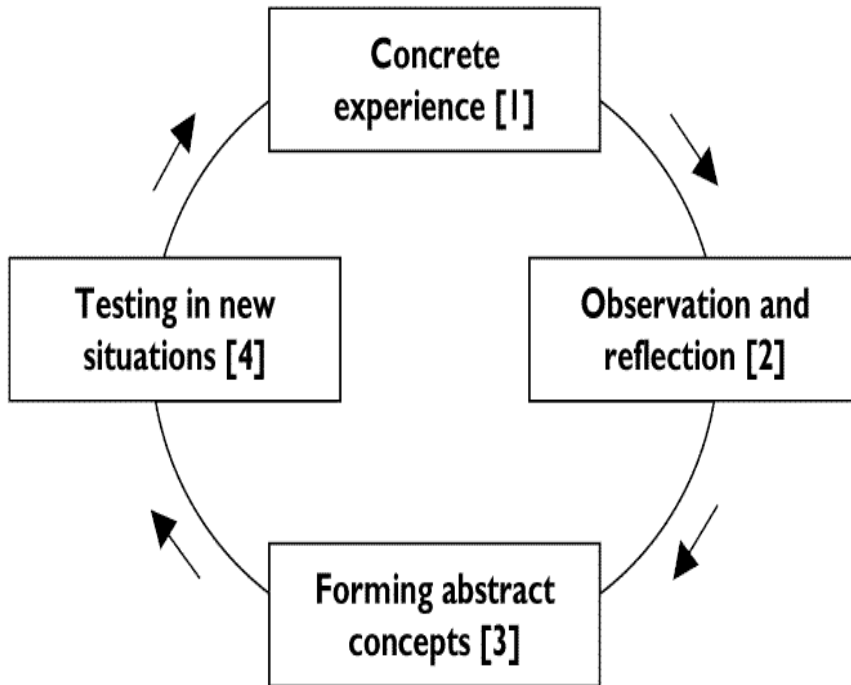 Concrete
experience [1]
Observation and
reflection [2]
Forming abstract
concepts [3]
Testing in new
situations [4]